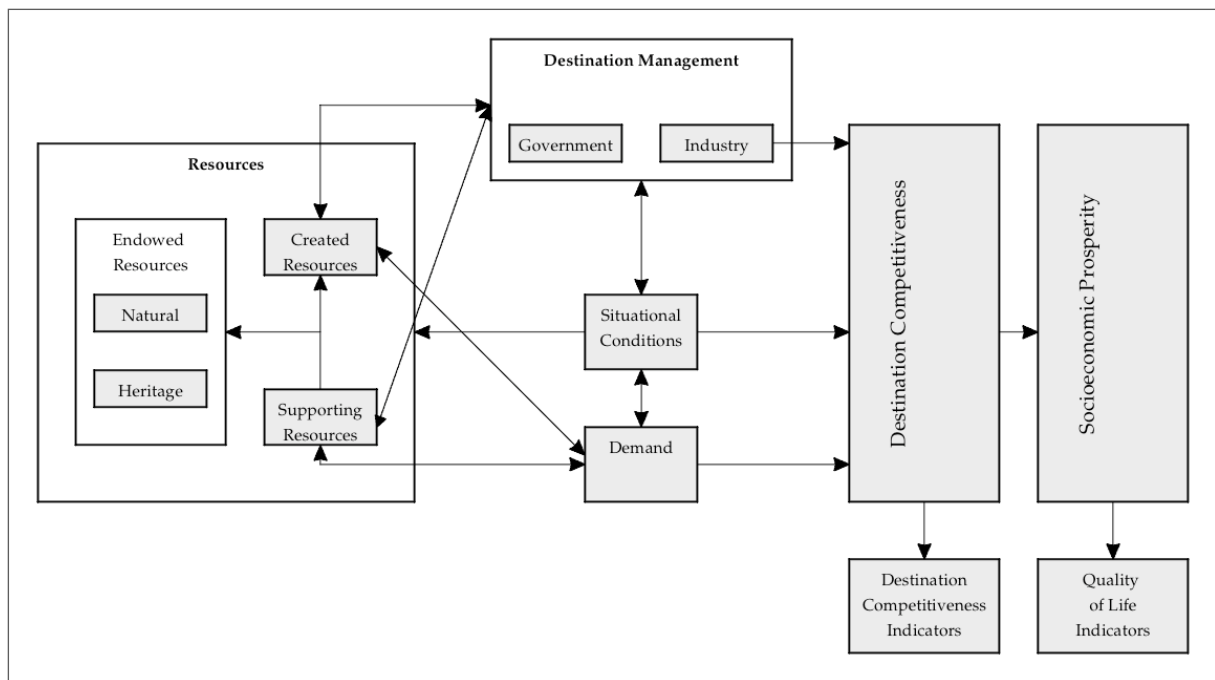 Destination Management
Government
Industry
Resources
Endowed
Resources
Natural
Heritage
Created
Resources
Supporting
Resources
Situational
Conditions
Demand
Destination Competitiveness
Socioeconomic Prosperity
Destination
Competitiveness
Indicators
Quality
of Life
Indicators